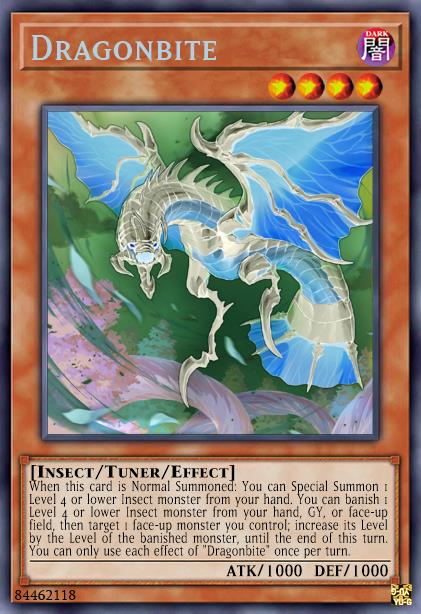 Dragonbite
DARK
闇
[Insect/Tuner/Effect]
When this card is Normal Summoned: You can Special Summon 1
Level 4 or lower Insect monster from your hand. You can banish 1
Level 4 or lower Insect monster from your hand, GY, or face-up
field, then target 1 face-up monster you control; increase its Level
by the Level of the banished monster, until the end of this turn.
You can only use each effect of "Dragonbite" once per turn.
ATK/1000 DEF/1000
84462118